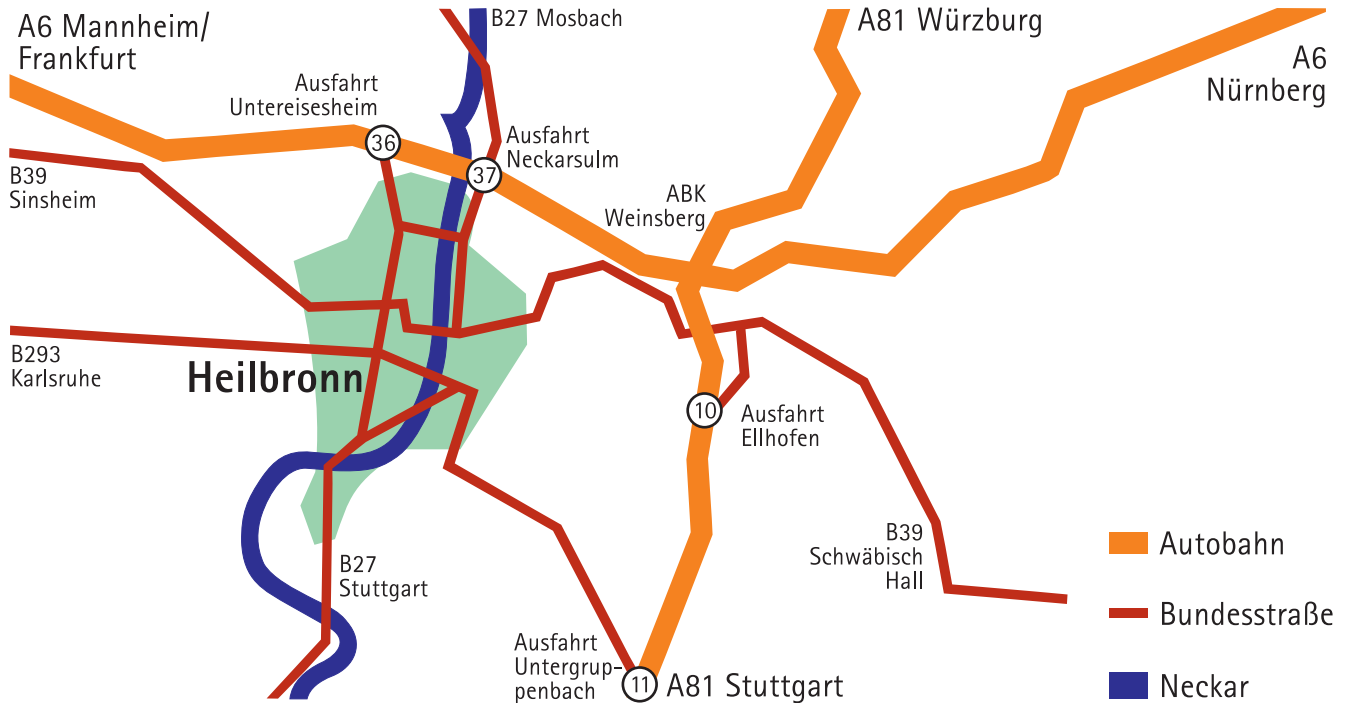 A6 Mannheim/
Frankfurt
B27 Mosbach
A81 Würzburg
A6
Nürnberg
Ausfahrt
Untereisesheim
36
Ausfahrt
Neckarsulm
37
B39
Sinsheim
ABK
Weinsberg
B293
Karlsruhe
Heilbronn
10
Ausfahrt
Ellhofen
B39
Schwäbisch
Hall
B27
Stuttgart
Ausfahrt
Untergrup-
penbach
11
A81 Stuttgart
Autobahn
Bundesstraße
Neckar